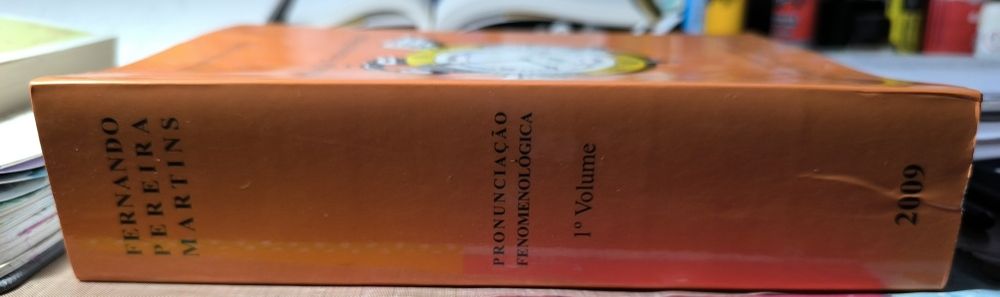 FERNANDO
PEREIRA
MARTINS
PRONUNCIAÇÃO
FENOMENOLÓGICA
1º Volume
2009